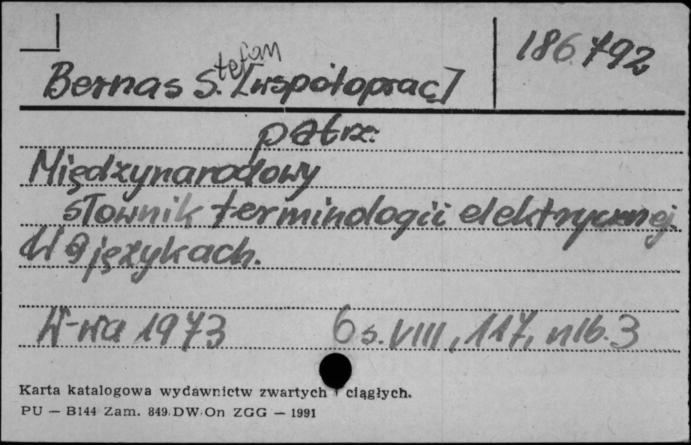 186792
Bernas S.tefan [współoprac]
patrz:
Międzynarodowy
słownik terminologii elektrycznej
W 9 językach.
W-wa 1973 6 s. VIII, 117, nlb. 3
Karta katalogowa wydawnictw zwartych i ciągłych.
PU — B144 Zam. 849. DW. On ZGG — 1991